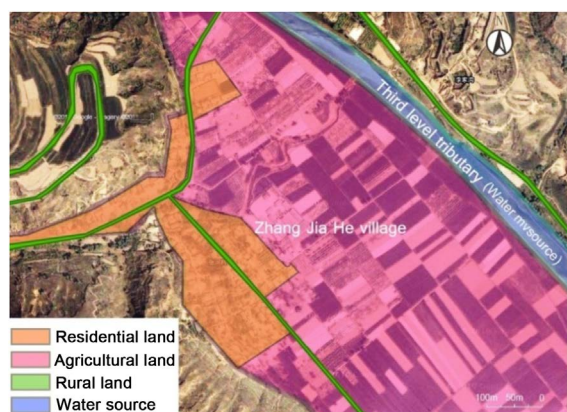 Third level tributary
(Water mvsource)
Zhang Jia He village
Residential land
Agricultural land
Rural land
Water source
100m 50m 0